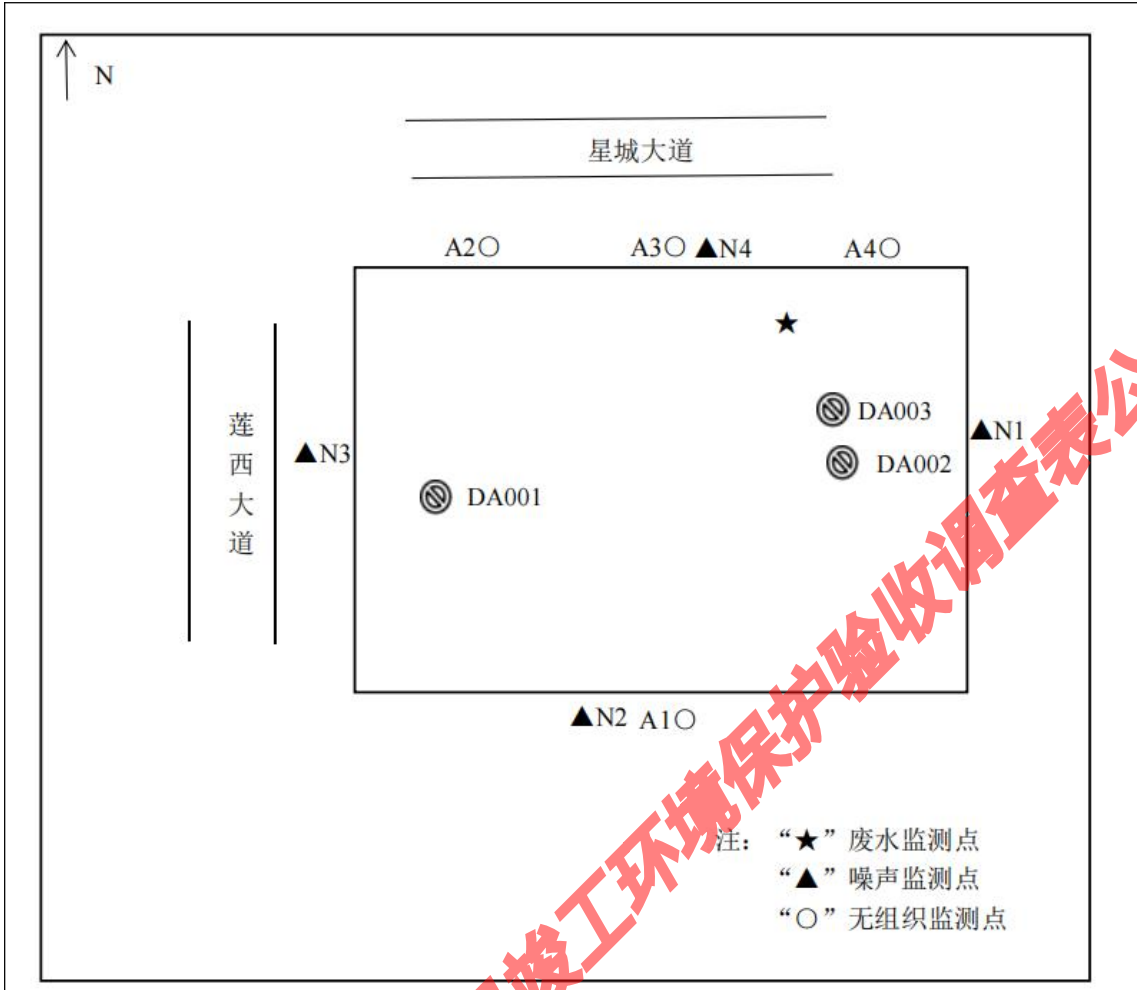 N
星城大道
A2○
A3○ ▲N4
A4○
★
DA003
▲N1
莲西大道
▲N3
DA002
DA001
▲N2 A1○
注： “★” 废水监测点
“▲” 噪声监测点
“○” 无组织监测点
竣工环境保护验收调查表公